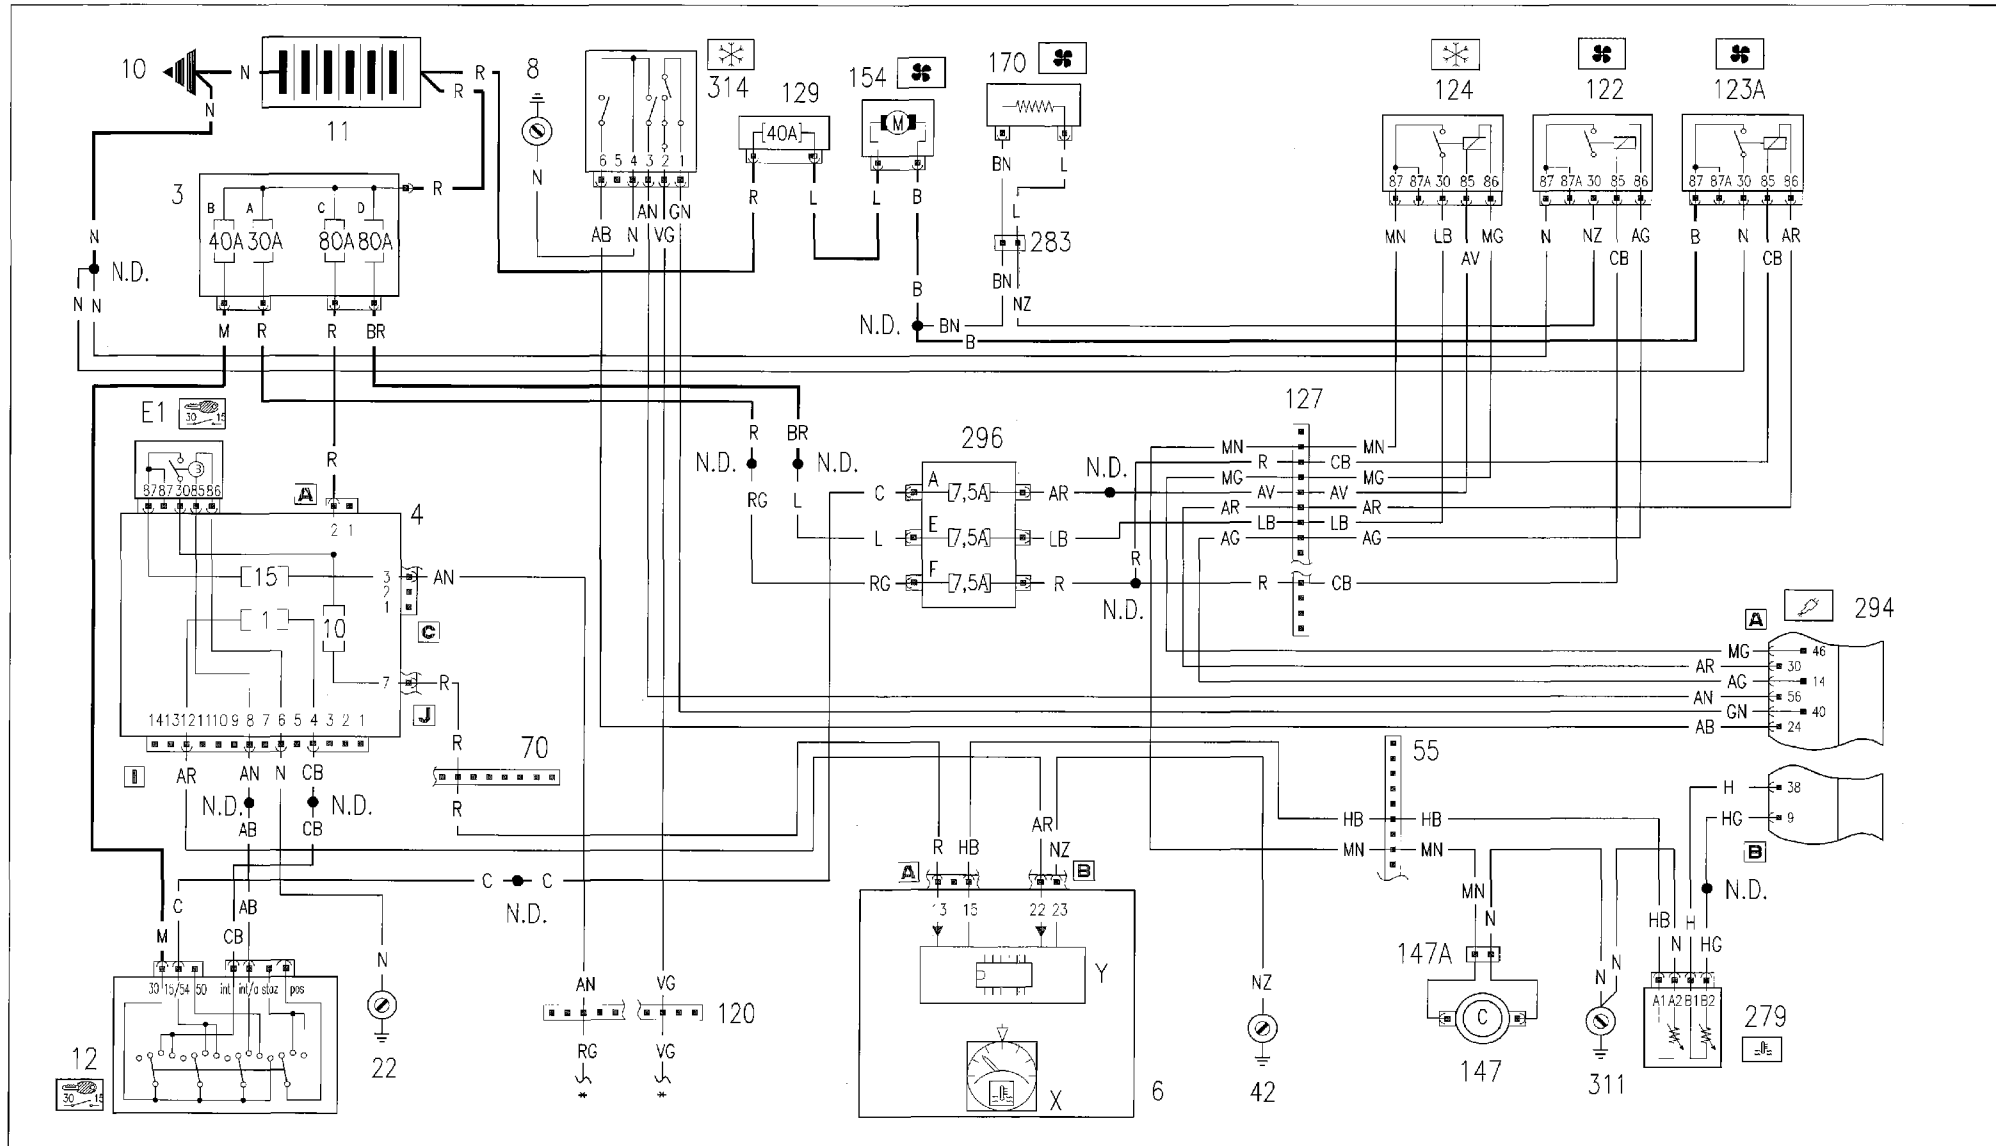 10
N
R
R
N
11
8
N
314
6 5 4 3 2 1
AB
AN
N
VG
GN
129
40A
R
L
154
M
L
B
170
BN
L
L
283
BN
NZ
124
87 87A 30 85 86
MN
LB
AV
MG
122
87 87A 30 85 86
N
NZ
CB
AG
123A
87 87A 30 85 86
B
N
CB
AR
3
B
A
C
D
R
40A
30A
80A
80A
M
R
R
BR
N
N.D.
N
N
B
N.D.
BN
B
E1
30 15
3
87 87 30 85 86
R
A
4
2 1
15
1
10
3
2
1
AN
C
7
R
J
14 13 12 11 10 9 8 7 6 5 4 3 2 1
I
AR
AN
N
CB
N.D.
N.D.
AB
CB
R
70
R
R
BR
N.D.
N.D.
RG
L
296
C
A
7,5A
AR
N.D.
L
E
7,5A
LB
RG
F
7,5A
R
R
N.D.
127
MN
MN
R
CB
MG
MG
AV
AV
AR
AR
LB
LB
AG
AG
R
CB
A
294
MG
46
AR
30
AG
14
AN
56
GN
40
AB
24
55
H
38
HG
9
B
N.D.
HB
HB
MN
MN
R
HB
AR
NZ
A
B
13
15
22
23
Y
X
6
C
C
N.D.
C
AB
M
CB
30
15/54
50
int
int/a
staz
pos
12
30 15
N
22
AN
VG
120
RG
VG
*
*
NZ
42
MN
N
147A
C
147
N
N
311
HB
N
H
HG
A1 A2 B1 B2
279